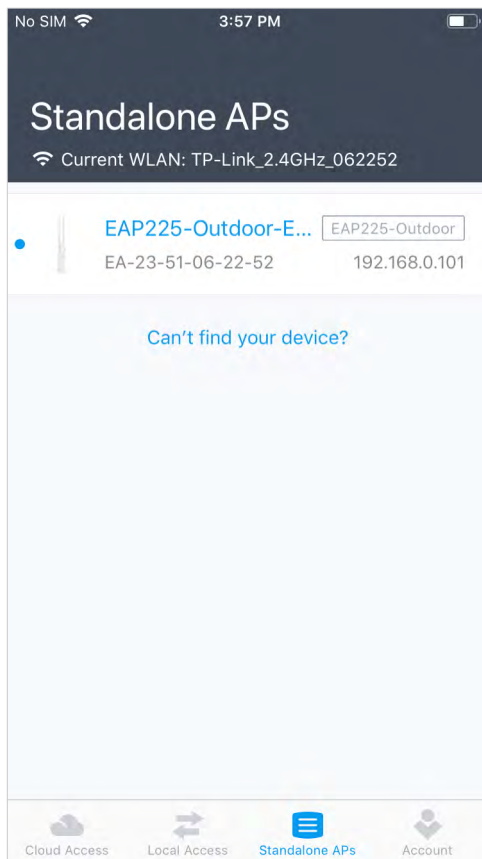 No SIM 3:57 PM
Standalone APs
Current WLAN: TP-Link_2.4GHz_062252
EAP225-Outdoor-E... EAP225-Outdoor
EA-23-51-06-22-52 192.168.0.101
Can't find your device?
Cloud Access Local Access Standalone APs Account